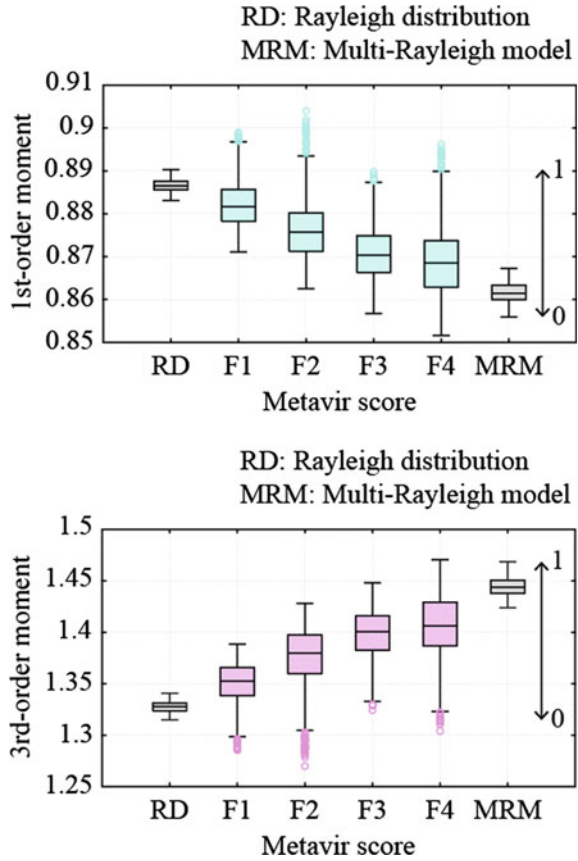 RD: Rayleigh distribution
MRM: Multi-Rayleigh model
0.91
0.9
0.89
0.88
0.87
0.86
0.85
1st-order moment
1
0
RD F1 F2 F3 F4 MRM
Metavir score
RD: Rayleigh distribution
MRM: Multi-Rayleigh model
1.5
1.45
1.4
1.35
1.3
1.25
3rd-order moment
1
0
RD F1 F2 F3 F4 MRM
Metavir score